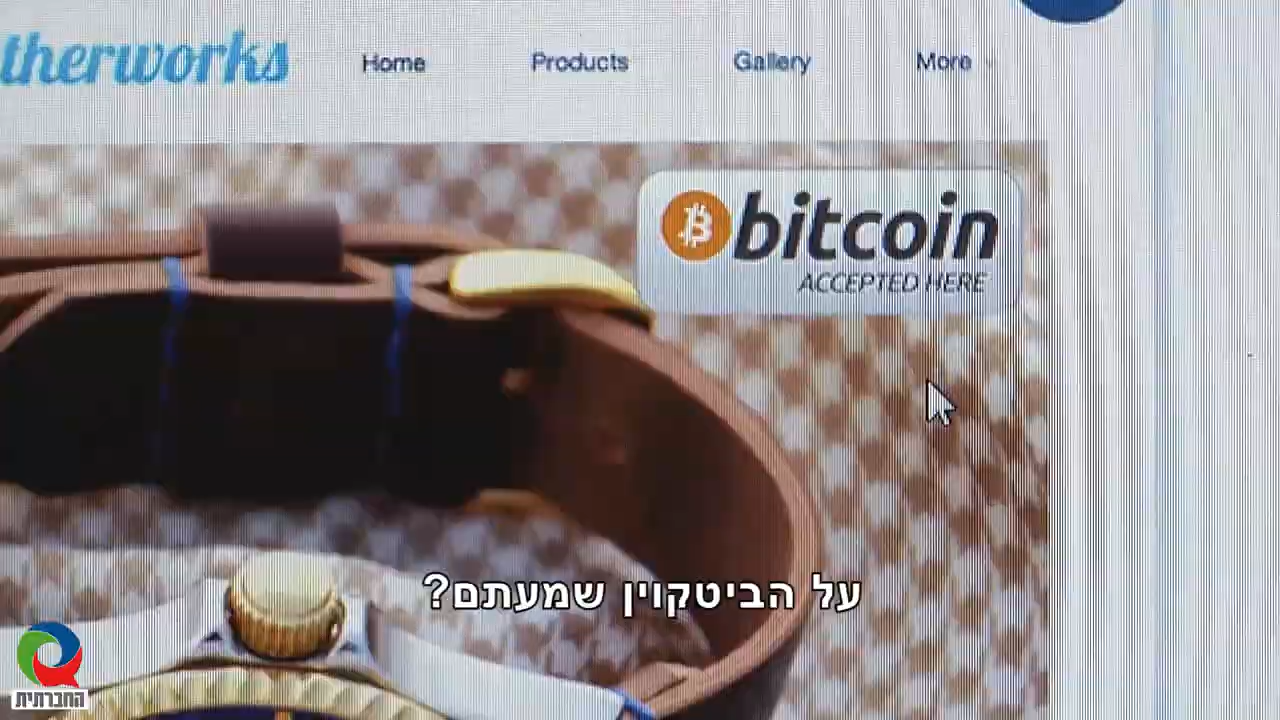 therworks
Home Products Gallery More
bitcoin
ACCEPTED HERE
על הביטקוין שמעתם?
החברתית